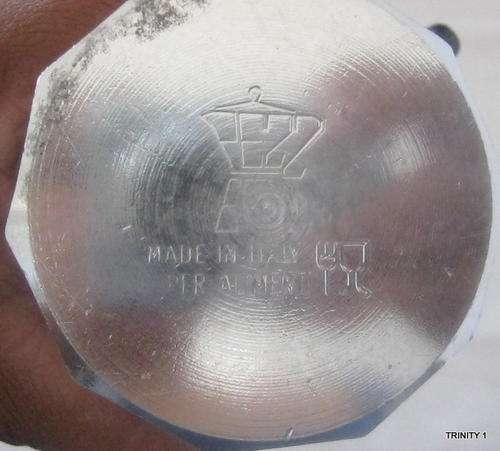 MADE IN ITALY
PER ALIMENTI
TRINITY 1